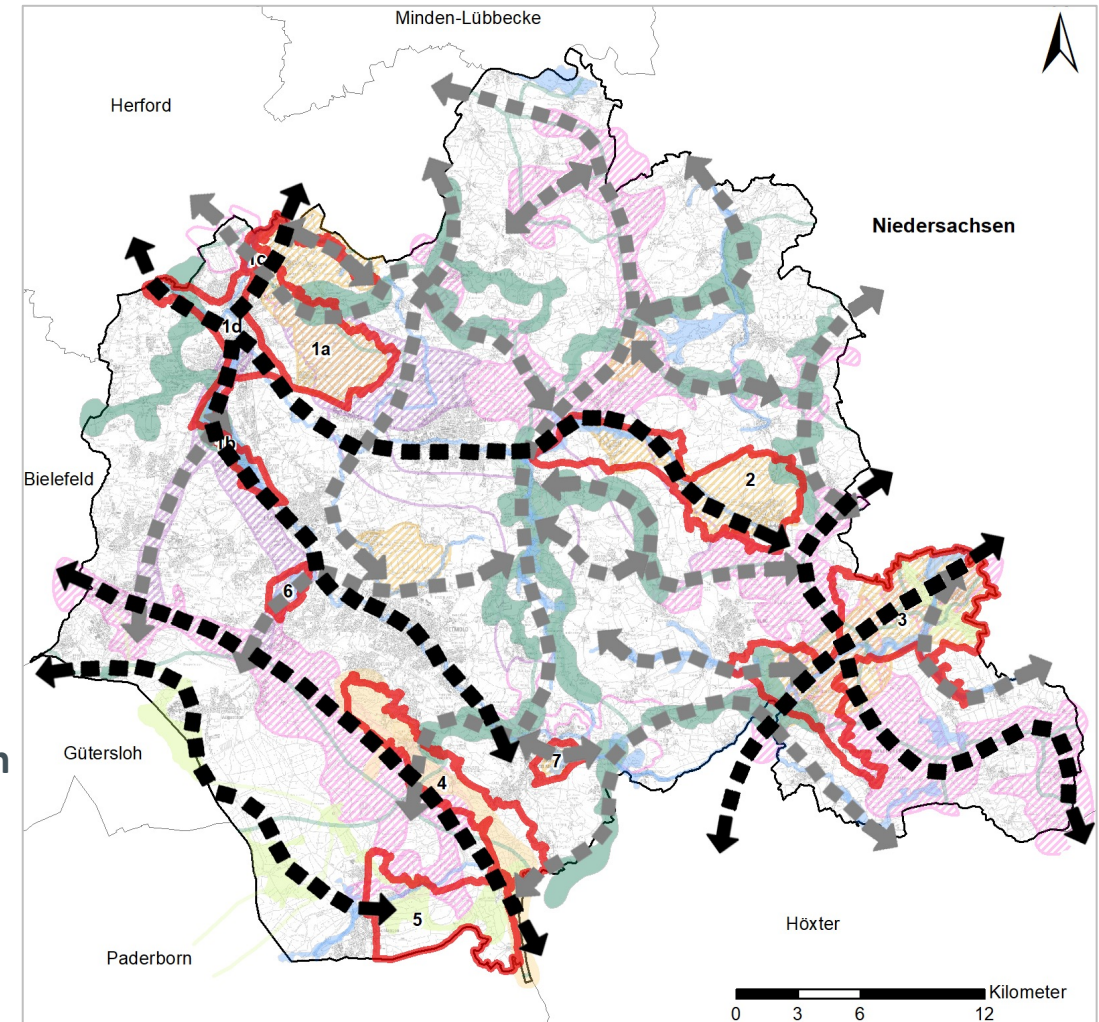 Minden-Lübbecke
Herford
Niedersachsen
1c
1d
1a
1b
Bielefeld
2
6
3
Gütersloh
n
7
4
5
Höxter
Paderborn
Kilometer
0 3 6 12